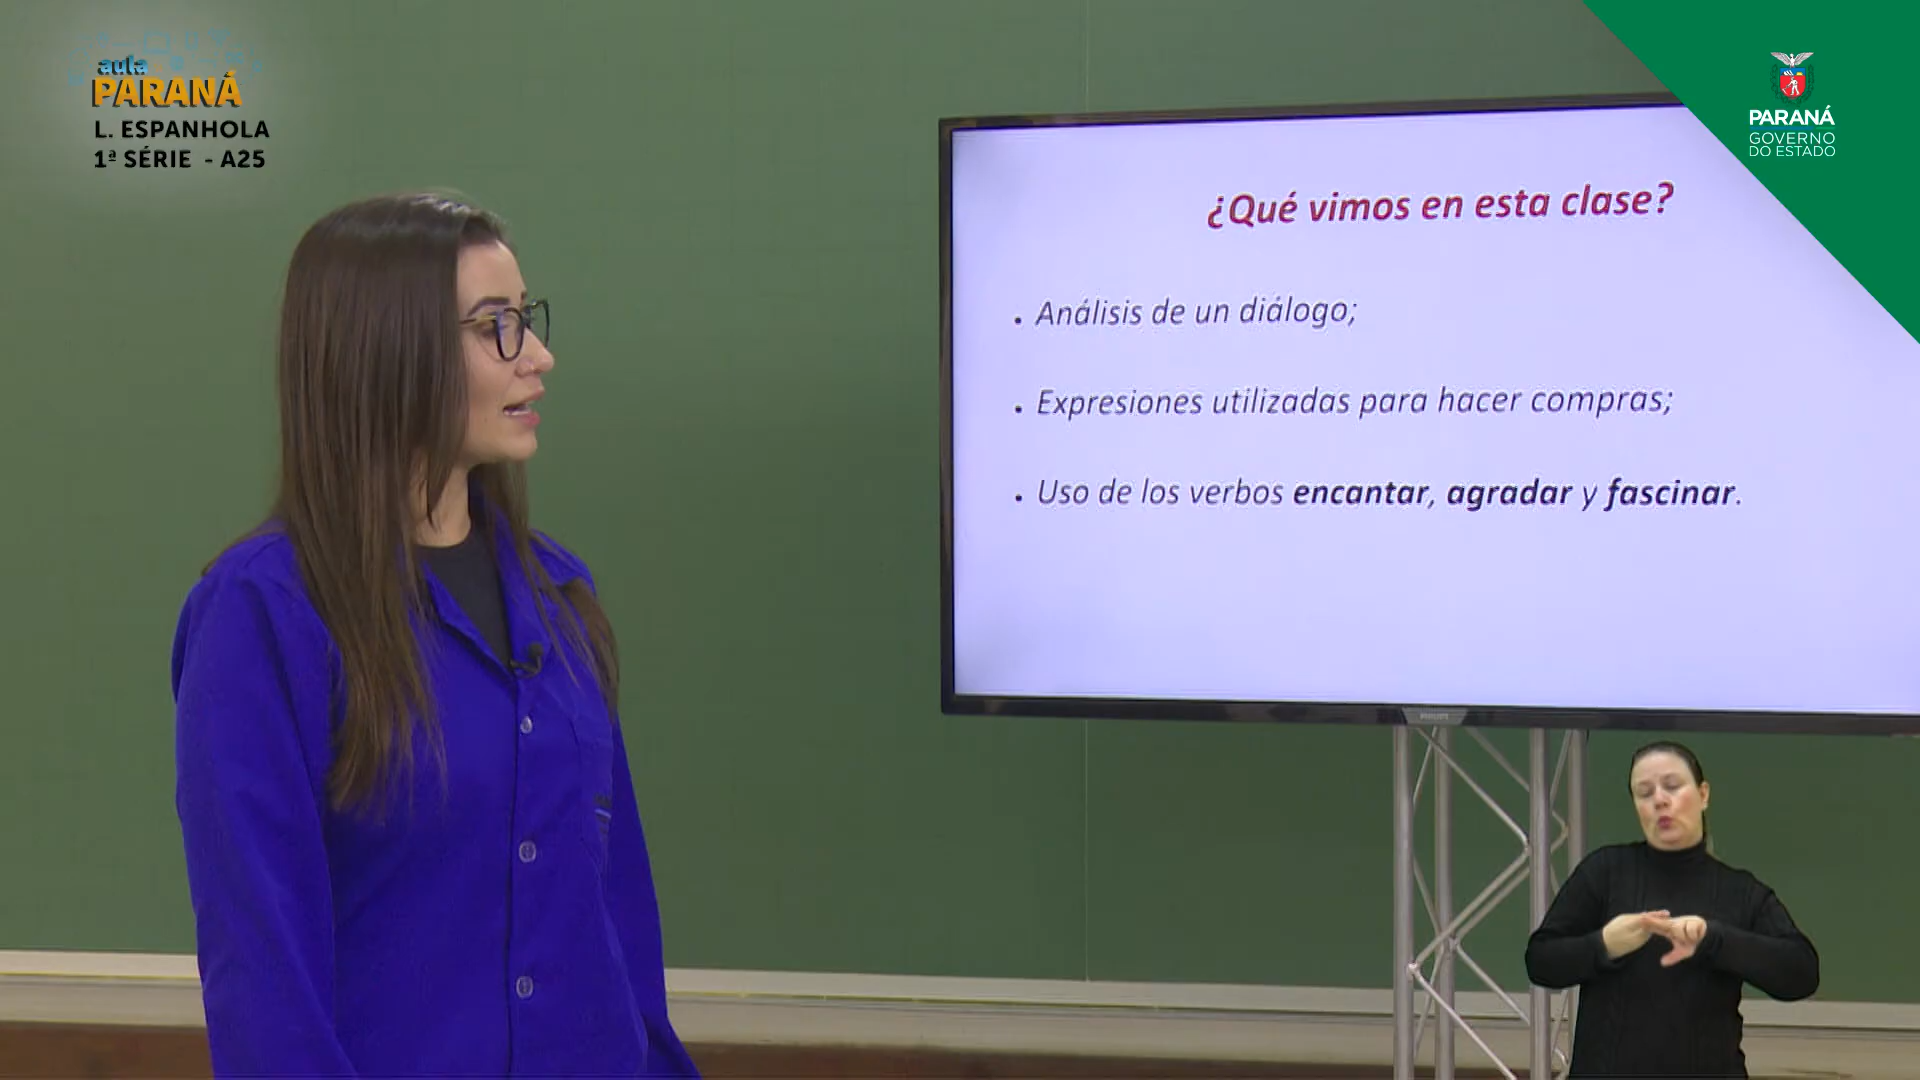 aula
PARANÁ
L. ESPANHOLA
1ª SÉRIE - A25
PARANÁ
GOVERNO
DO ESTADO
¿Qué vimos en esta clase?
• Análisis de un diálogo;
• Expresiones utilizadas para hacer compras;
• Uso de los verbos encantar, agradar y fascinar.
PHILIPS